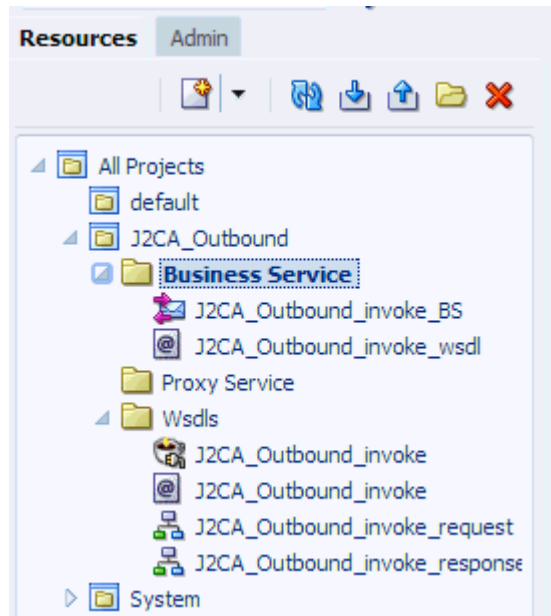 Resources Admin
All Projects
default
J2CA_Outbound
Business Service
J2CA_Outbound_invoke_BS
J2CA_Outbound_invoke_wsdl
Proxy Service
Wsdls
J2CA_Outbound_invoke
J2CA_Outbound_invoke
J2CA_Outbound_invoke_request
J2CA_Outbound_invoke_response
System